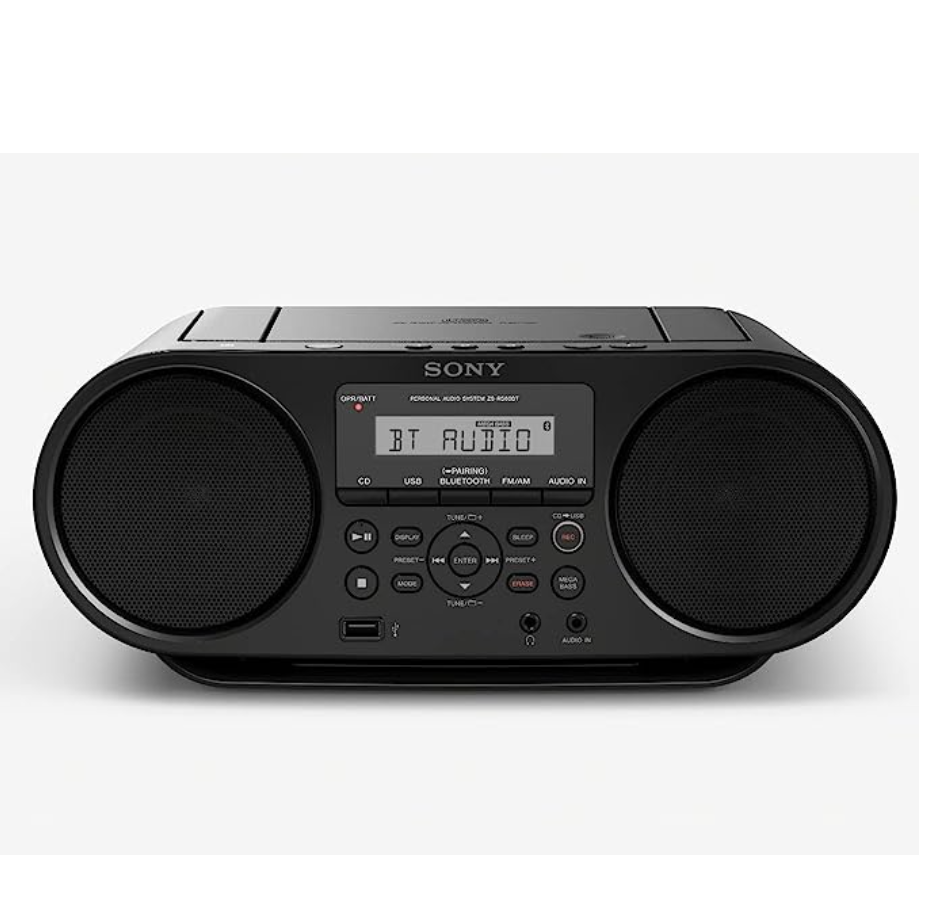 SONY
OPR/BATT
PERSONAL AUDIO SYSTEM ZS-RS60BT
MEGA BASS
BT AUDIO
(PAIRING)
CD USB BLUETOOTH FM/AM AUDIO IN
TUNE/ +
CD USB
DISPLAY SLEEP REC
PRESET− ENTER PRESET+
MODE ERASE MEGA BASS
TUNE/ −
AUDIO IN